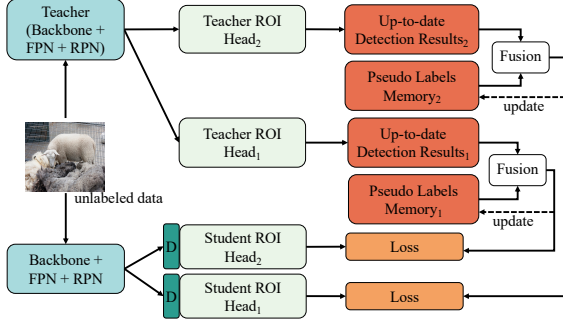 Teacher
(Backbone +
FPN + RPN)
Teacher ROI
Head2
Up-to-date
Detection Results2
Fusion
Pseudo Labels
Memory2
update
Teacher ROI
Head1
Up-to-date
Detection Results1
Fusion
Pseudo Labels
Memory1
update
unlabeled data
Backbone +
FPN + RPN
D
Student ROI
Head2
Loss
D
Student ROI
Head1
Loss